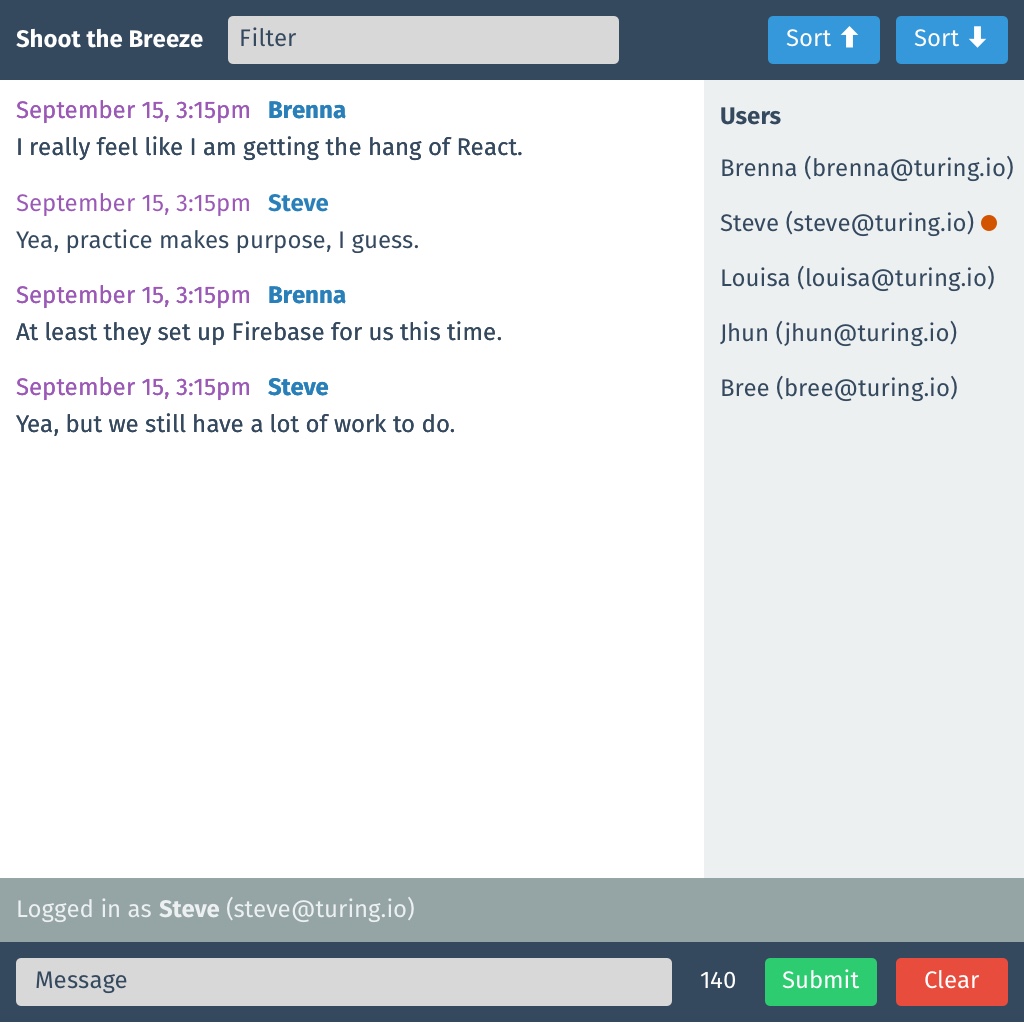 Shoot the Breeze Filter Sort ⬆ Sort ⬇
September 15, 3:15pm Brenna
I really feel like I am getting the hang of React.
September 15, 3:15pm Steve
Yea, practice makes purpose, I guess.
September 15, 3:15pm Brenna
At least they set up Firebase for us this time.
September 15, 3:15pm Steve
Yea, but we still have a lot of work to do.
Users
Brenna (brenna@turing.io)
Steve (steve@turing.io)
Louisa (louisa@turing.io)
Jhun (jhun@turing.io)
Bree (bree@turing.io)
Logged in as Steve (steve@turing.io)
Message 140 Submit Clear